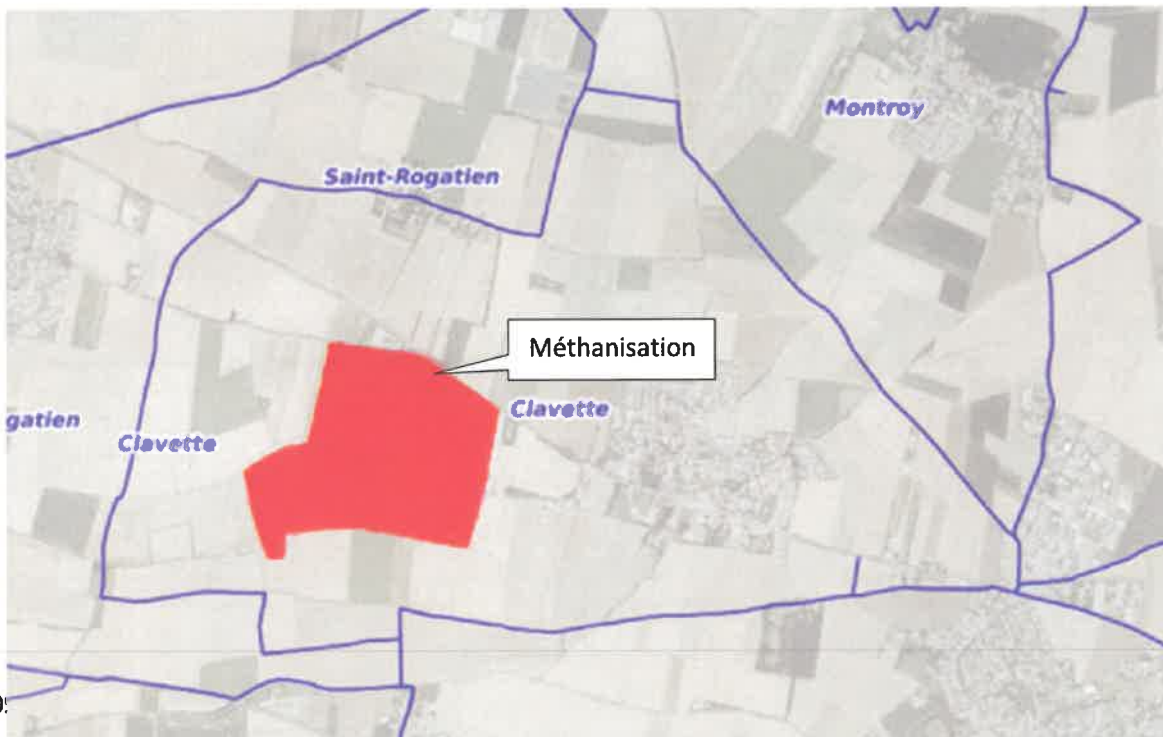 Montroy
Saint-Rogatien
Méthanisation
Clavette
gatien
Clavette